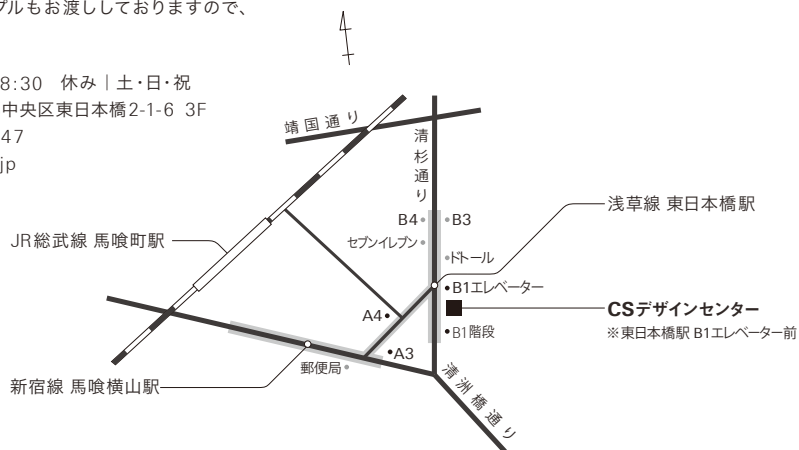 プルもお渡ししておりますので、
8:30　休み｜土・日・祝
中央区東日本橋2-1-6 3F
47
jp
靖国通り
清杉通り
B4
B3
セブンイレブン
ドトール
浅草線 東日本橋駅
JR総武線 馬喰町駅
B1エレベーター
CSデザインセンター
※東日本橋駅 B1エレベーター前
A4
B1階段
A3
郵便局
新宿線 馬喰横山駅
清洲橋通り